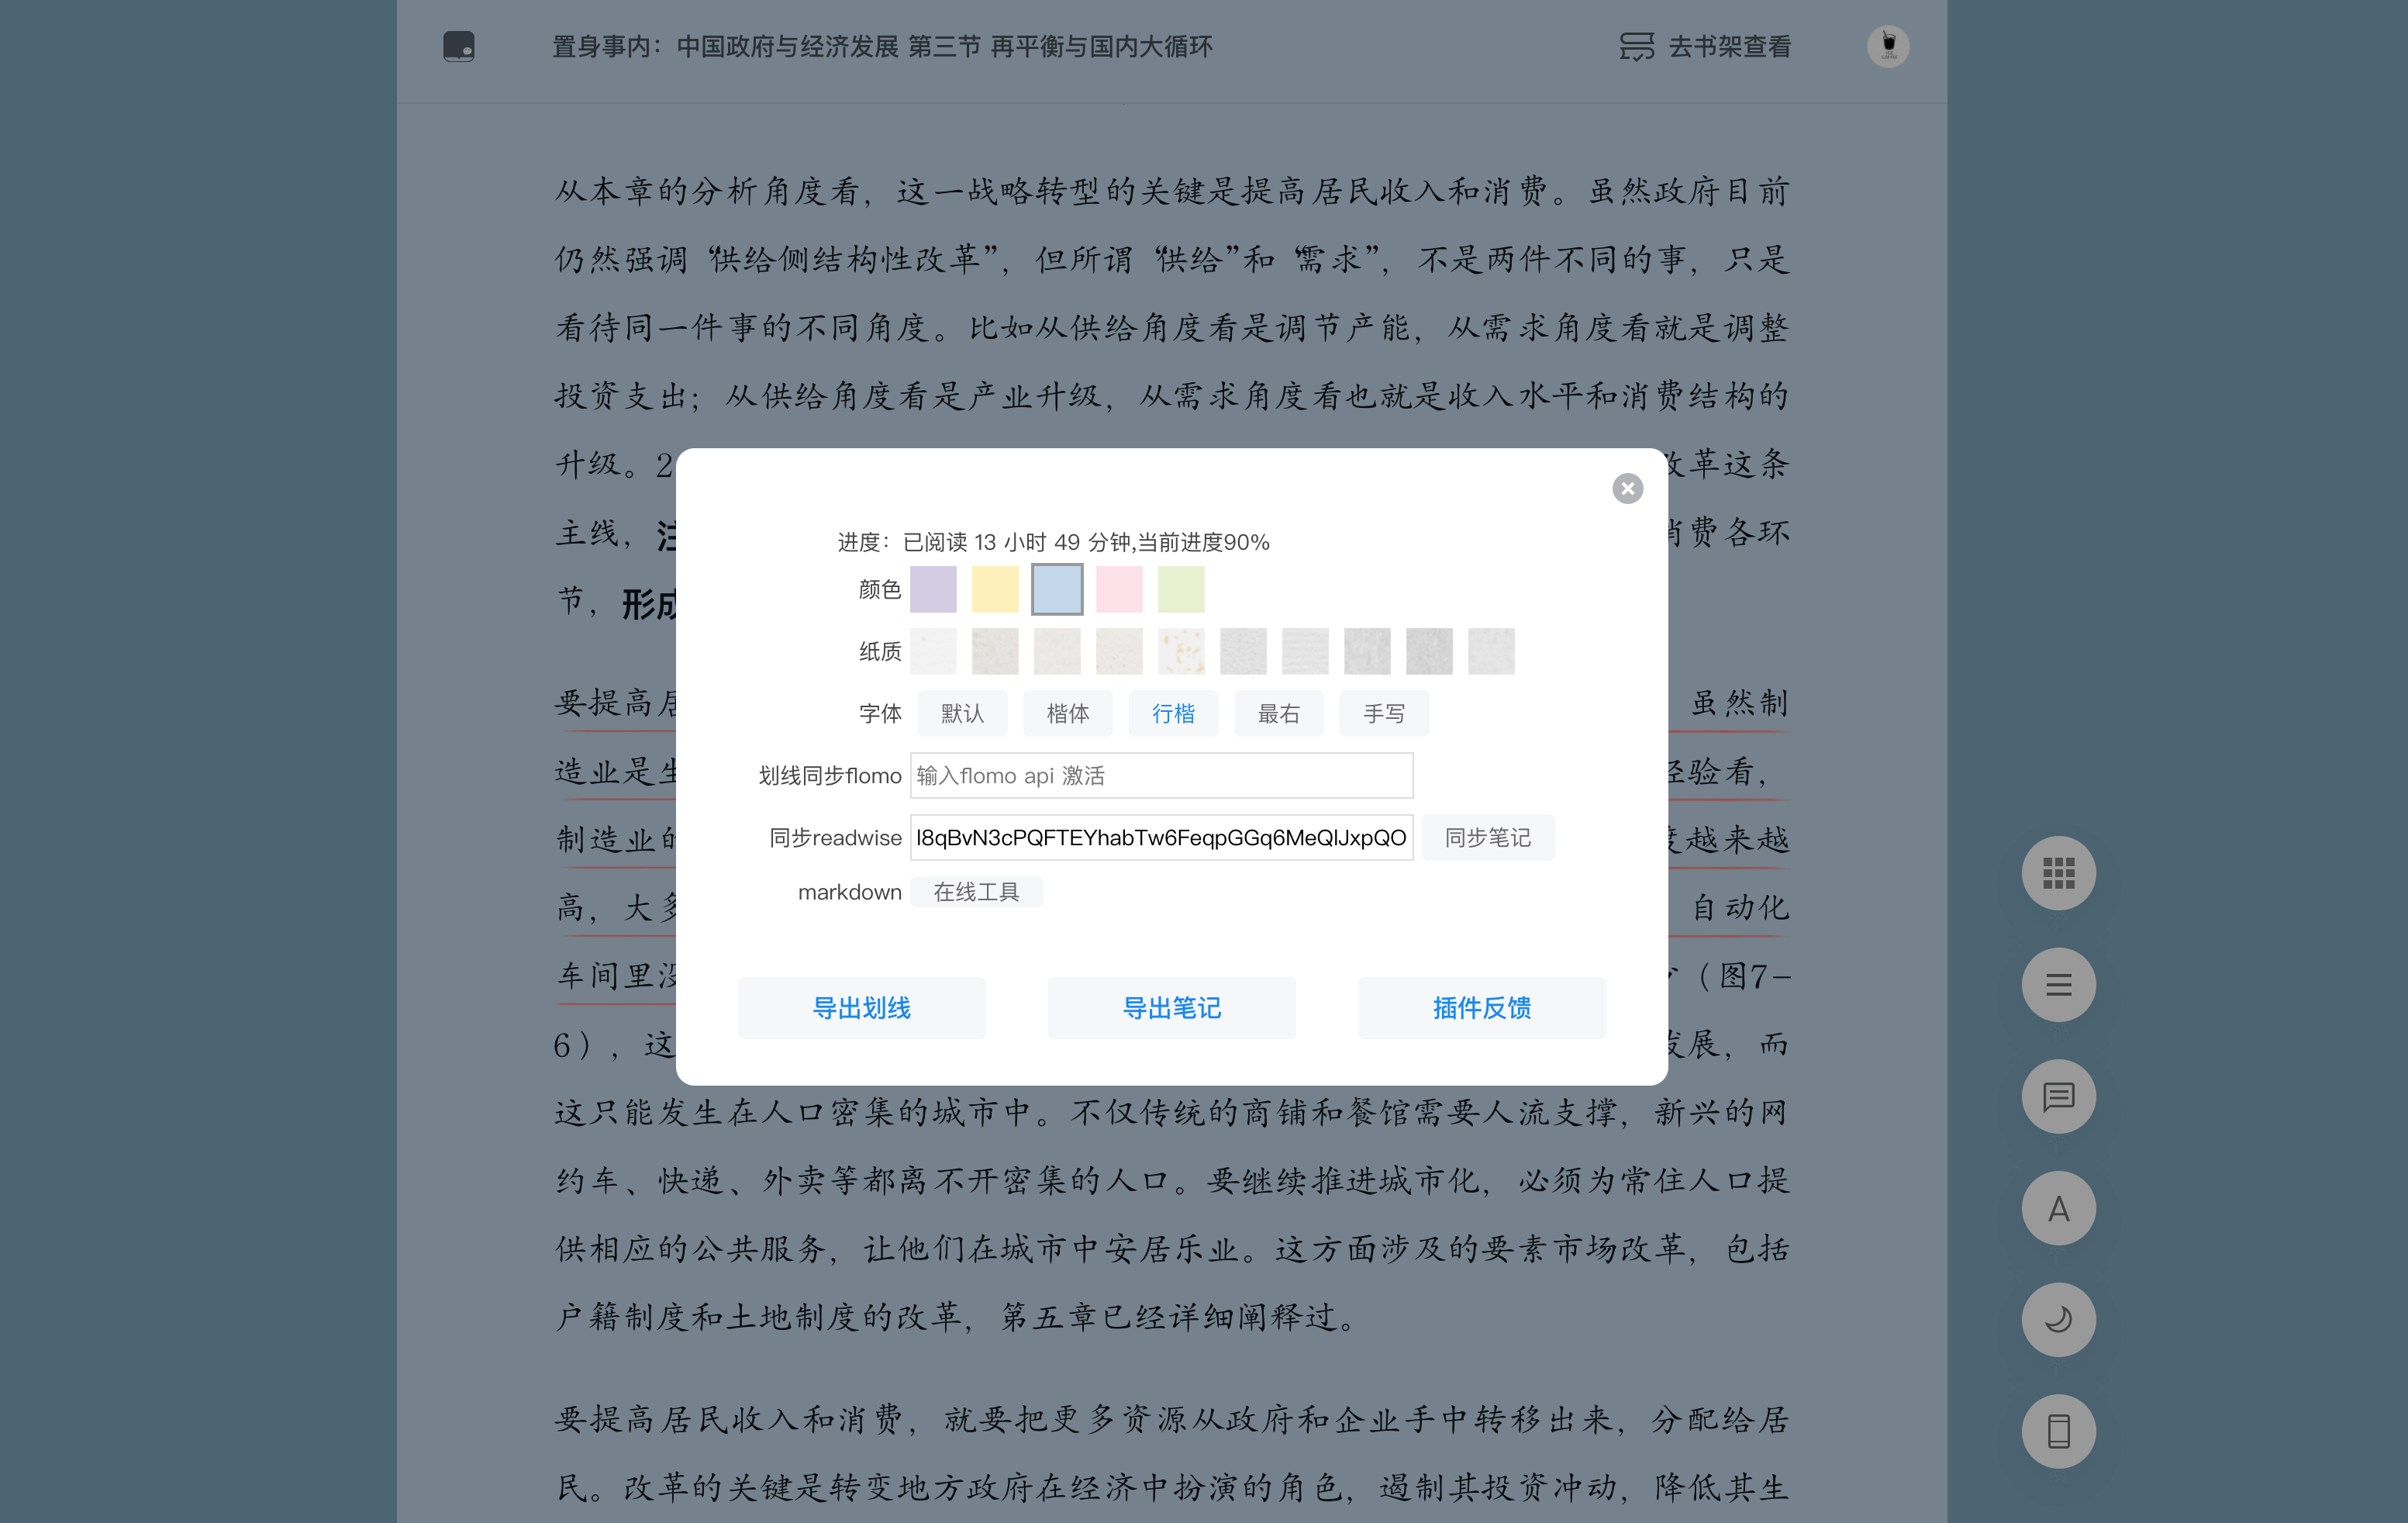 置身事内：中国政府与经济发展 第三节 再平衡与国内大循环
去书架查看
从本章的分析角度看，这一战略转型的关键是提高居民收入和消费。虽然政府目前
仍然强调“供给侧结构性改革”，但所谓“供给”和“需求”，不是两件不同的事，只是
看待同一件事的不同角度。比如从供给角度看是调节产能，从需求角度看就是调整
投资支出；从供给角度看是产业升级，从需求角度看也就是收入水平和消费结构的
升级。2
改革这条
主线，注
消费各环
节，形成
进度：已阅读 13 小时 49 分钟,当前进度90%
颜色
纸质
字体 默认 楷体 行楷 最右 手写
划线同步flomo 输入flomo api 激活
同步readwise l8qBvN3cPQFTEYhabTw6FeqpGGq6MeQlJxpQO 同步笔记
markdown 在线工具
导出划线 导出笔记 插件反馈
要提高居
虽然制
造业是生
经验看，
制造业的
度越来越
高，大多
自动化
车间里没
（图7-
6），这
发展，而
这只能发生在人口密集的城市中。不仅传统的商铺和餐馆需要人流支撑，新兴的网
约车、快递、外卖等都离不开密集的人口。要继续推进城市化，必须为常住人口提
供相应的公共服务，让他们在城市中安居乐业。这方面涉及的要素市场改革，包括
户籍制度和土地制度的改革，第五章已经详细阐释过。
要提高居民收入和消费，就要把更多资源从政府和企业手中转移出来，分配给居
民。改革的关键是转变地方政府在经济中扮演的角色，遏制其投资冲动，降低其生
A